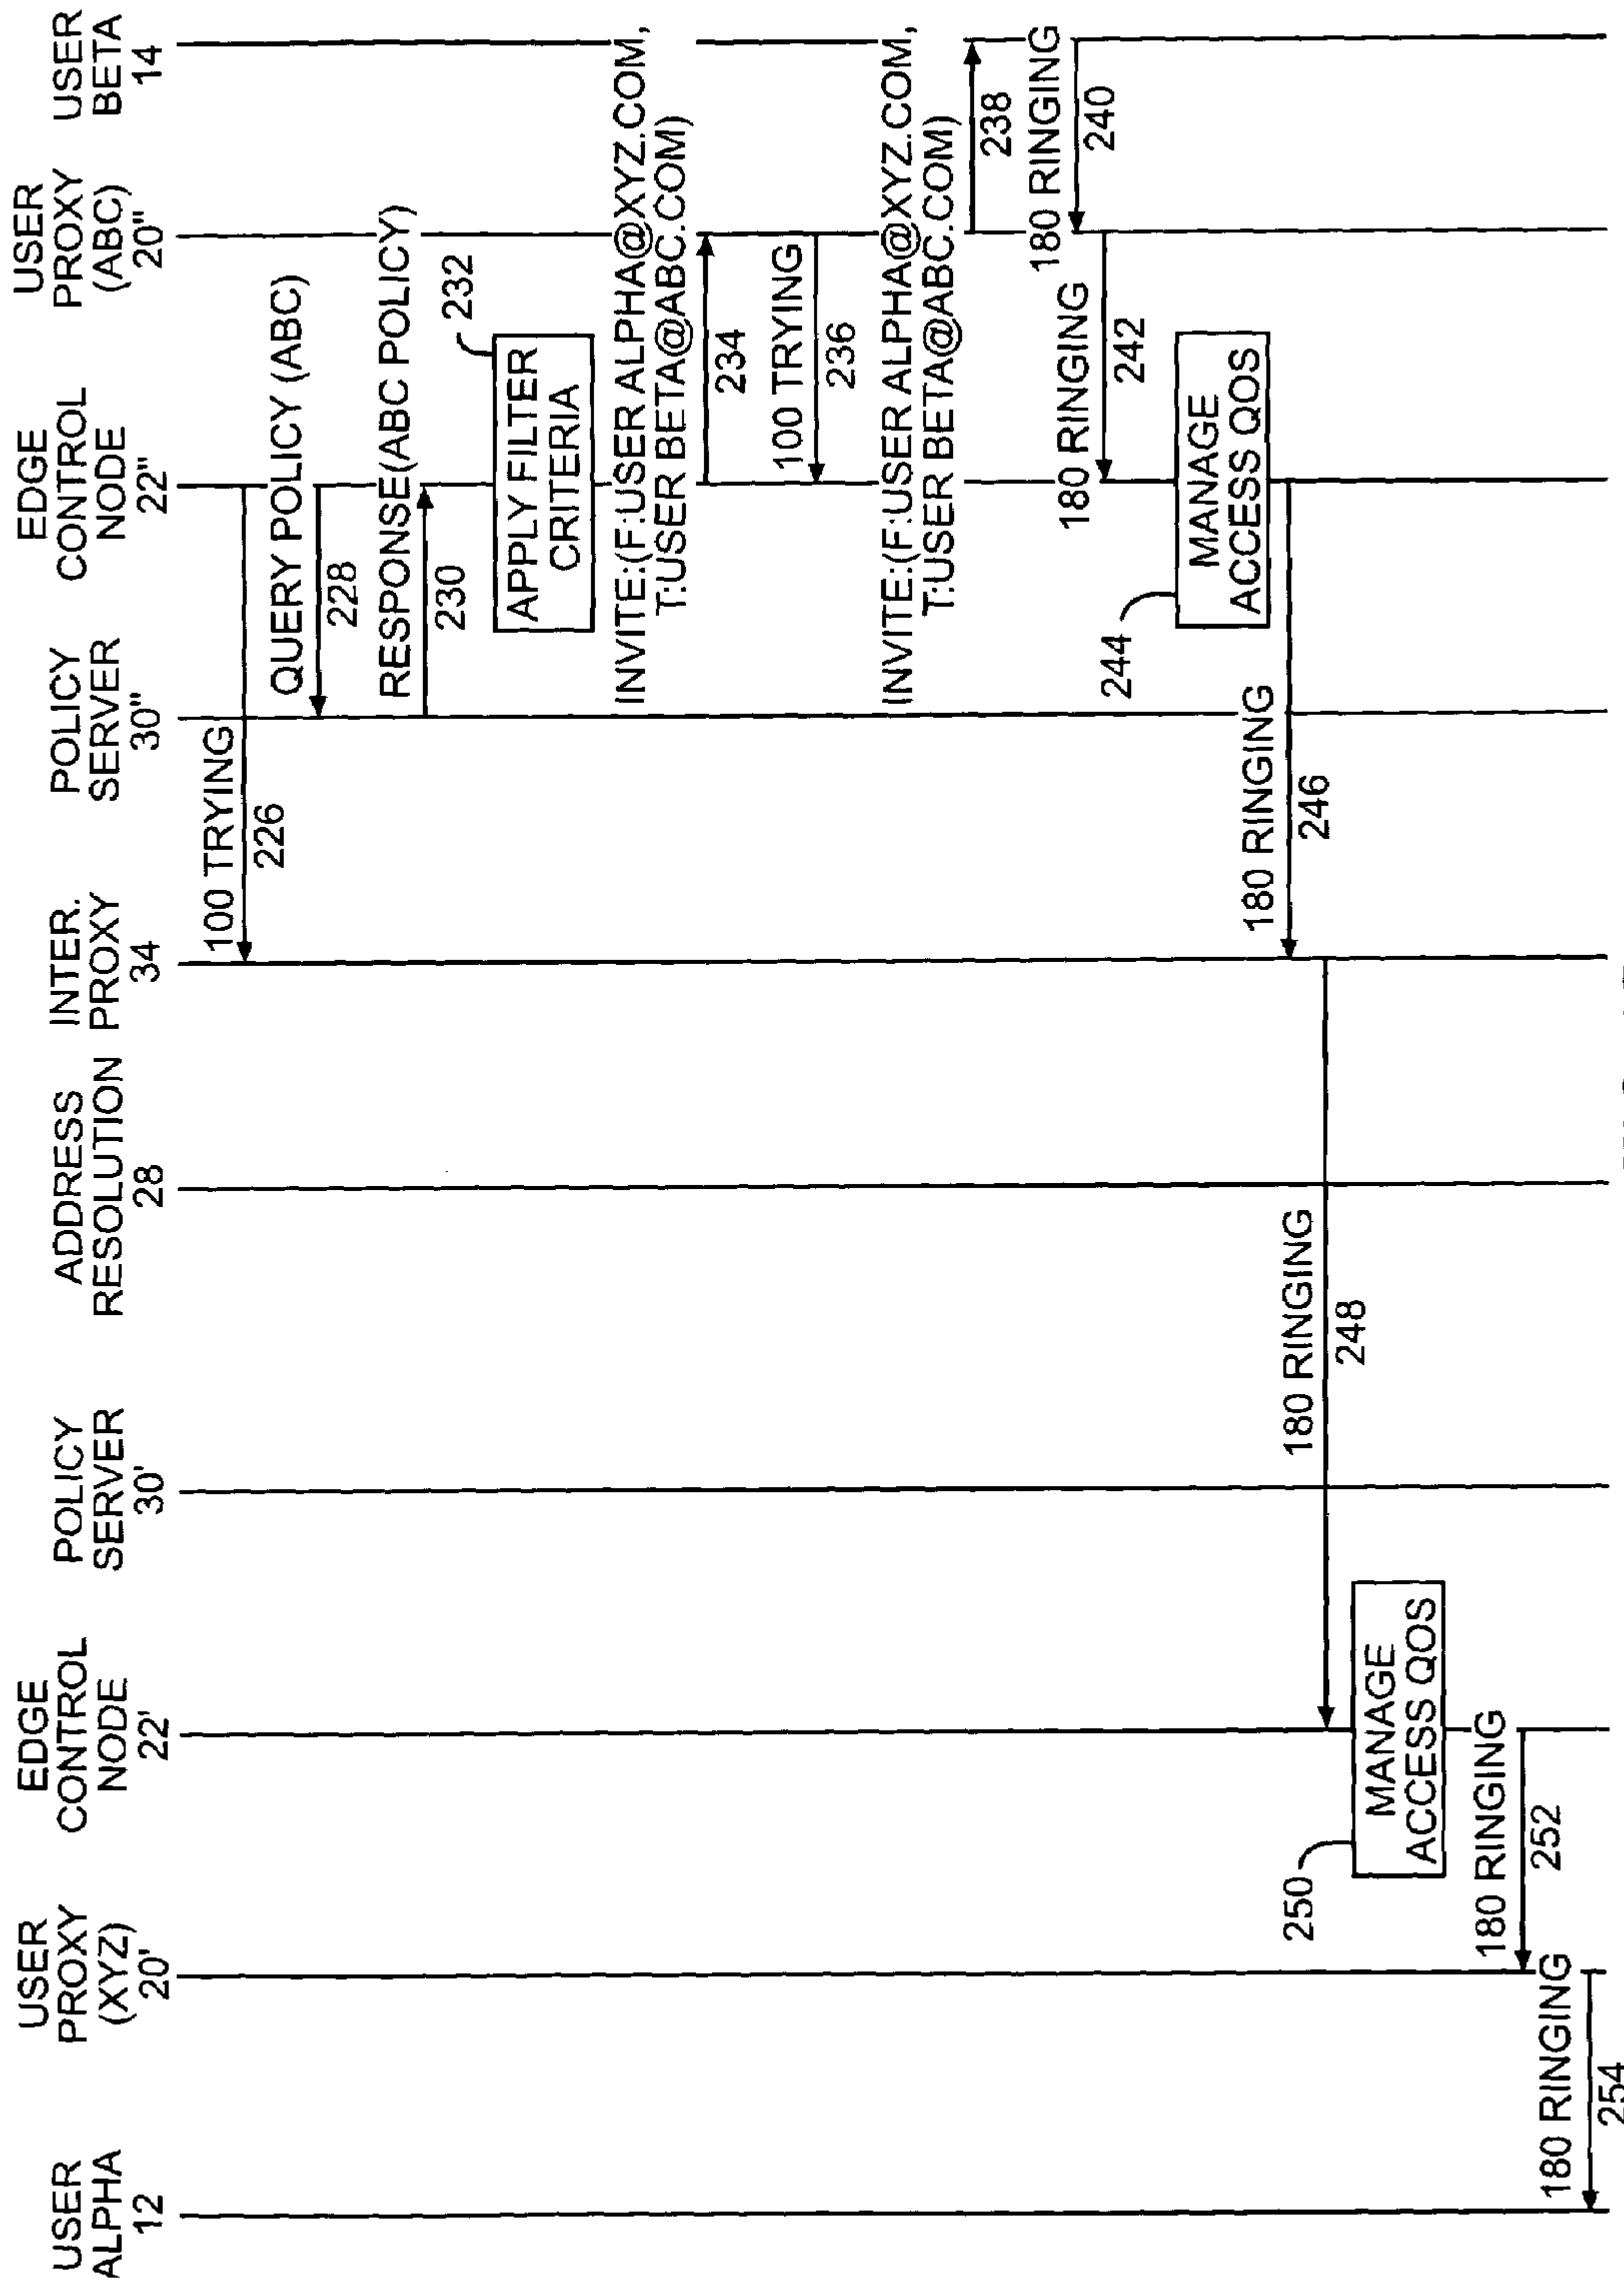 USER
ALPHA
12
USER
PROXY
(XYZ)
20'
EDGE
CONTROL
NODE
22'
POLICY
SERVER
30'
ADDRESS
RESOLUTION
28
INTER.
PROXY
34
POLICY
SERVER
30"
EDGE
CONTROL
NODE
22"
USER
PROXY
(ABC)
20"
USER
BETA
14
100 TRYING
226
QUERY POLICY (ABC)
228
RESPONSE(ABC POLICY)
230
232
APPLY FILTER
CRITERIA
INVITE:(F:USER ALPHA@XYZ.COM,
T:USER BETA@ABC.COM)
234
100 TRYING
236
INVITE:(F:USER ALPHA@XYZ.COM,
T:USER BETA@ABC.COM)
238
180 RINGING
240
180 RINGING
242
244
MANAGE
ACCESS QOS
180 RINGING
246
180 RINGING
248
250
MANAGE
ACCESS QOS
180 RINGING
252
180 RINGING
254